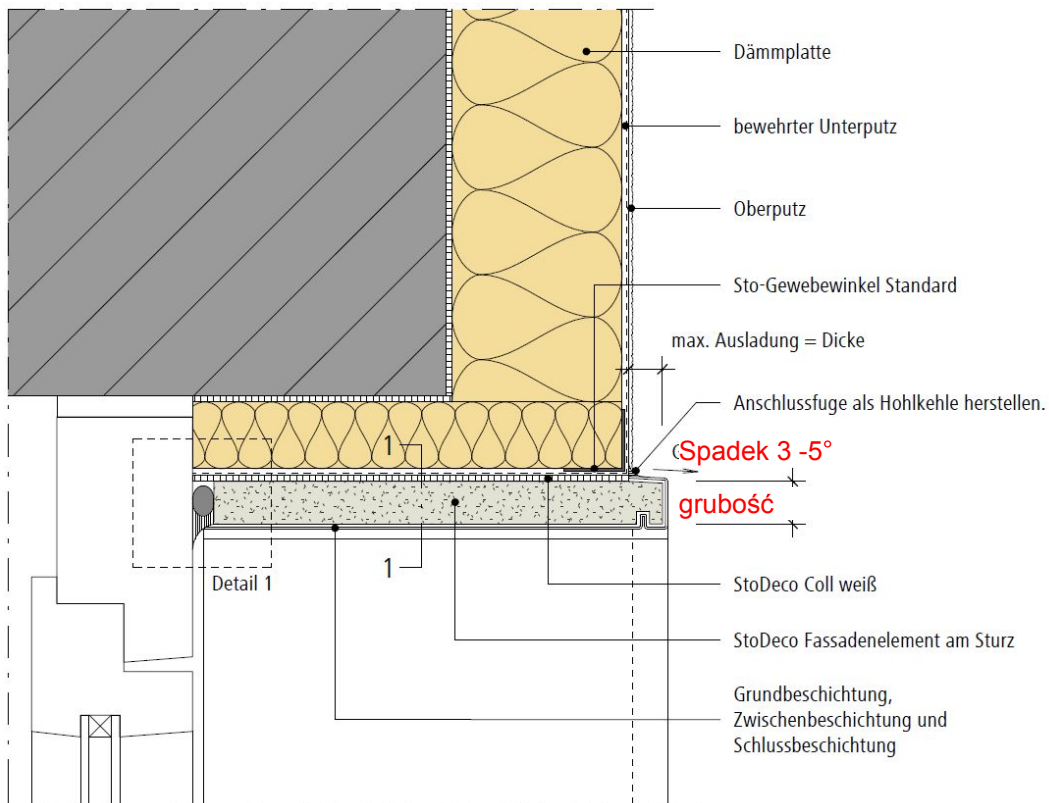 Dämmplatte
bewehrter Unterputz
Oberputz
Sto-Gewebewinkel Standard
max. Ausladung = Dicke
Anschlussfuge als Hohlkehle herstellen.
1
Spadek 3 -5°
grubość
1
Detail 1
StoDeco Coll weiß
StoDeco Fassadenelement am Sturz
Grundbeschichtung,
Zwischenbeschichtung und
Schlussbeschichtung